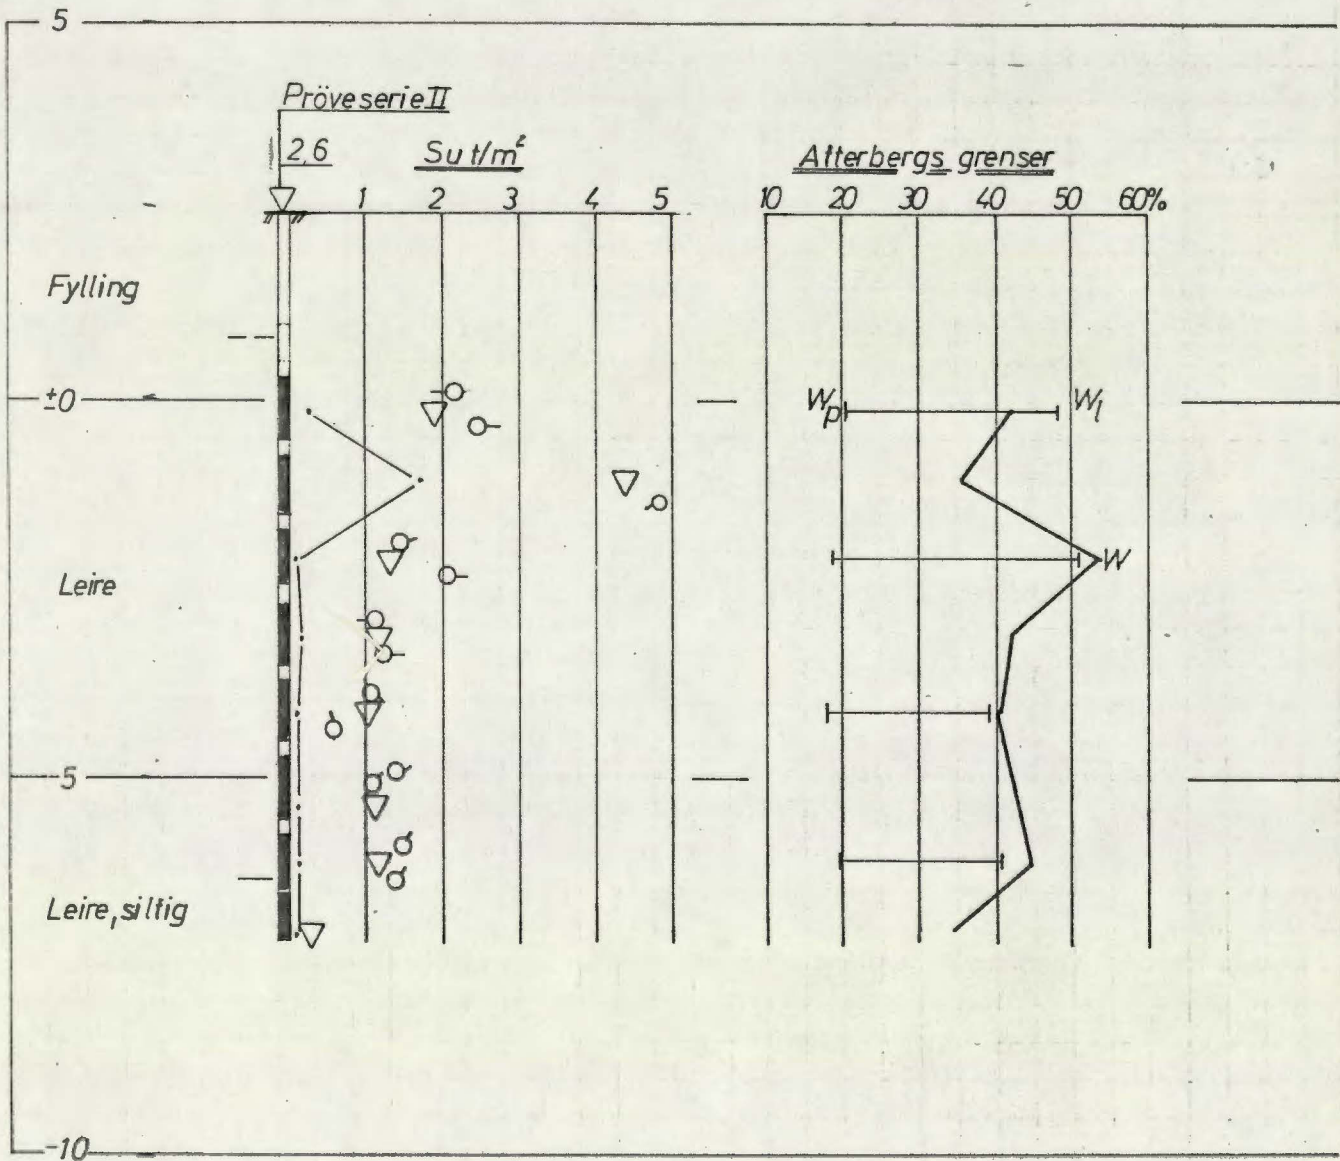 5
Pröveserie II
2,6
Su t/m²
Atterbergs grenser
1 2 3 4 5
10 20 30 40 50 60%
Fylling
±0
Wp
Wl
Leire
W
-5
Leire, siltig
-10